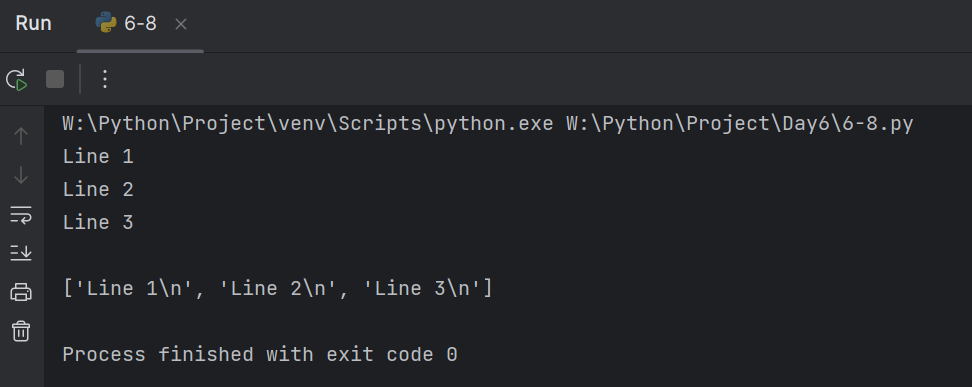 Run 6-8
W:\Python\Project\venv\Scripts\python.exe W:\Python\Project\Day6\6-8.py
Line 1
Line 2
Line 3
['Line 1\n', 'Line 2\n', 'Line 3\n']
Process finished with exit code 0